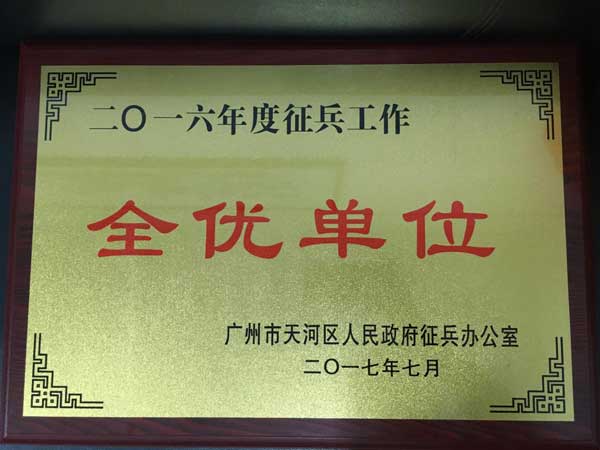 二〇一六年度征兵工作
全优单位
广州市天河区人民政府征兵办公室
二〇一七年七月